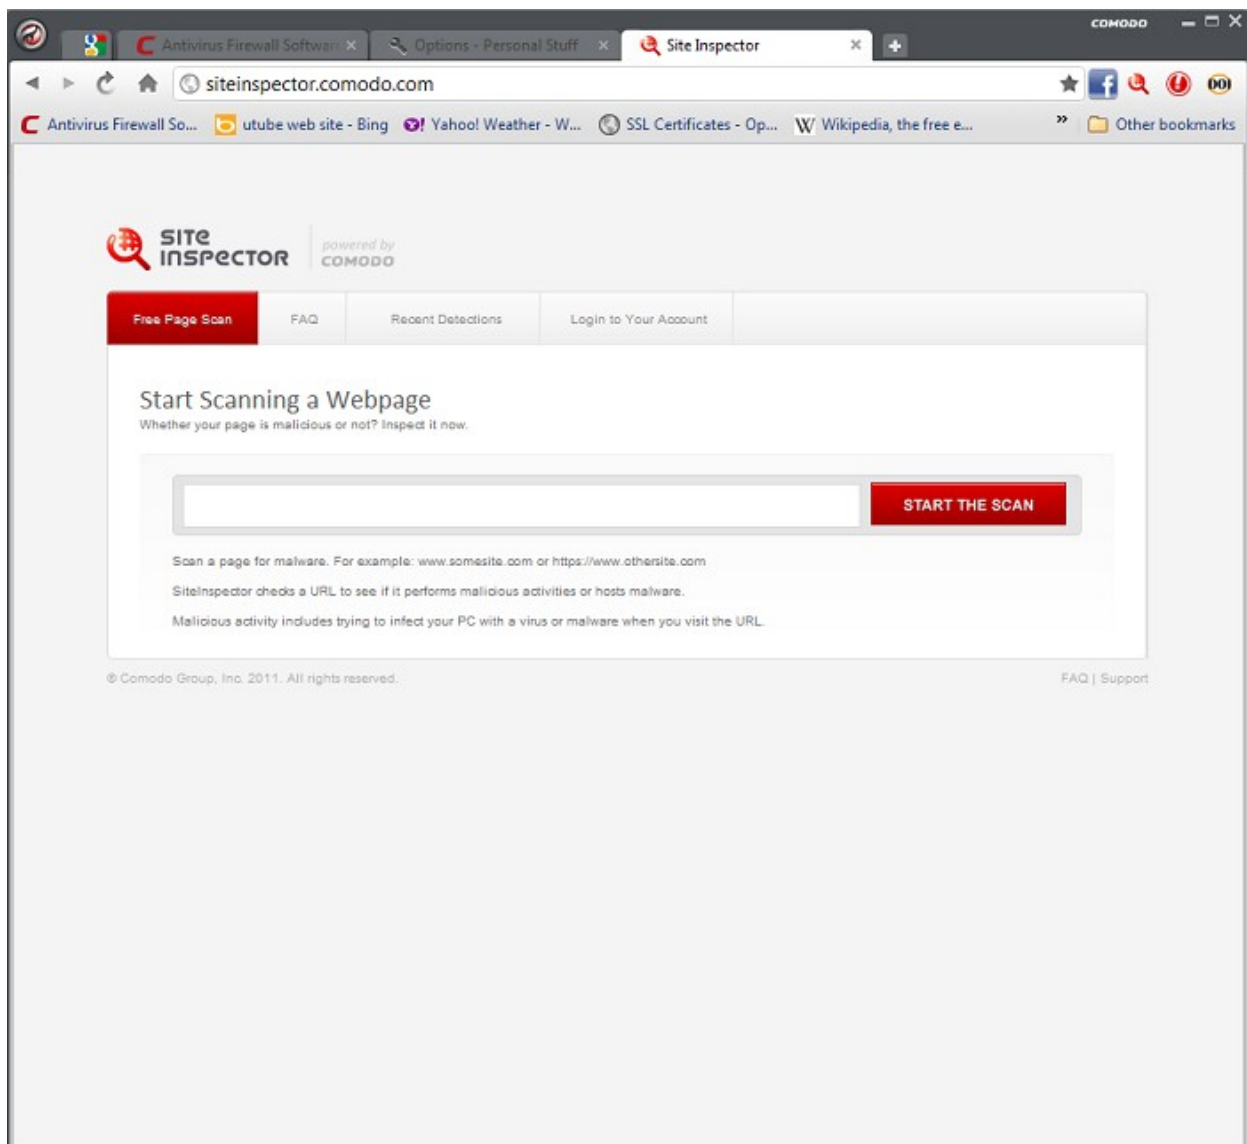 COMODO
Antivirus Firewall Softwar
Options - Personal Stuff
Site Inspector
siteinspector.comodo.com
Antivirus Firewall So...
utube web site - Bing
Yahoo! Weather - W...
SSL Certificates - Op...
W Wikipedia, the free e...
Other bookmarks
SITE INSPECTOR
powered by
COMODO
Free Page Scan
FAQ
Recent Detections
Login to Your Account
Start Scanning a Webpage
Whether your page is malicious or not? Inspect it now.
START THE SCAN
Scan a page for malware. For example: www.somesite.com or https://www.othersite.com
SiteInspector checks a URL to see if it performs malicious activities or hosts malware.
Malicious activity includes trying to infect your PC with a virus or malware when you visit the URL.
© Comodo Group, Inc. 2011. All rights reserved.
FAQ | Support